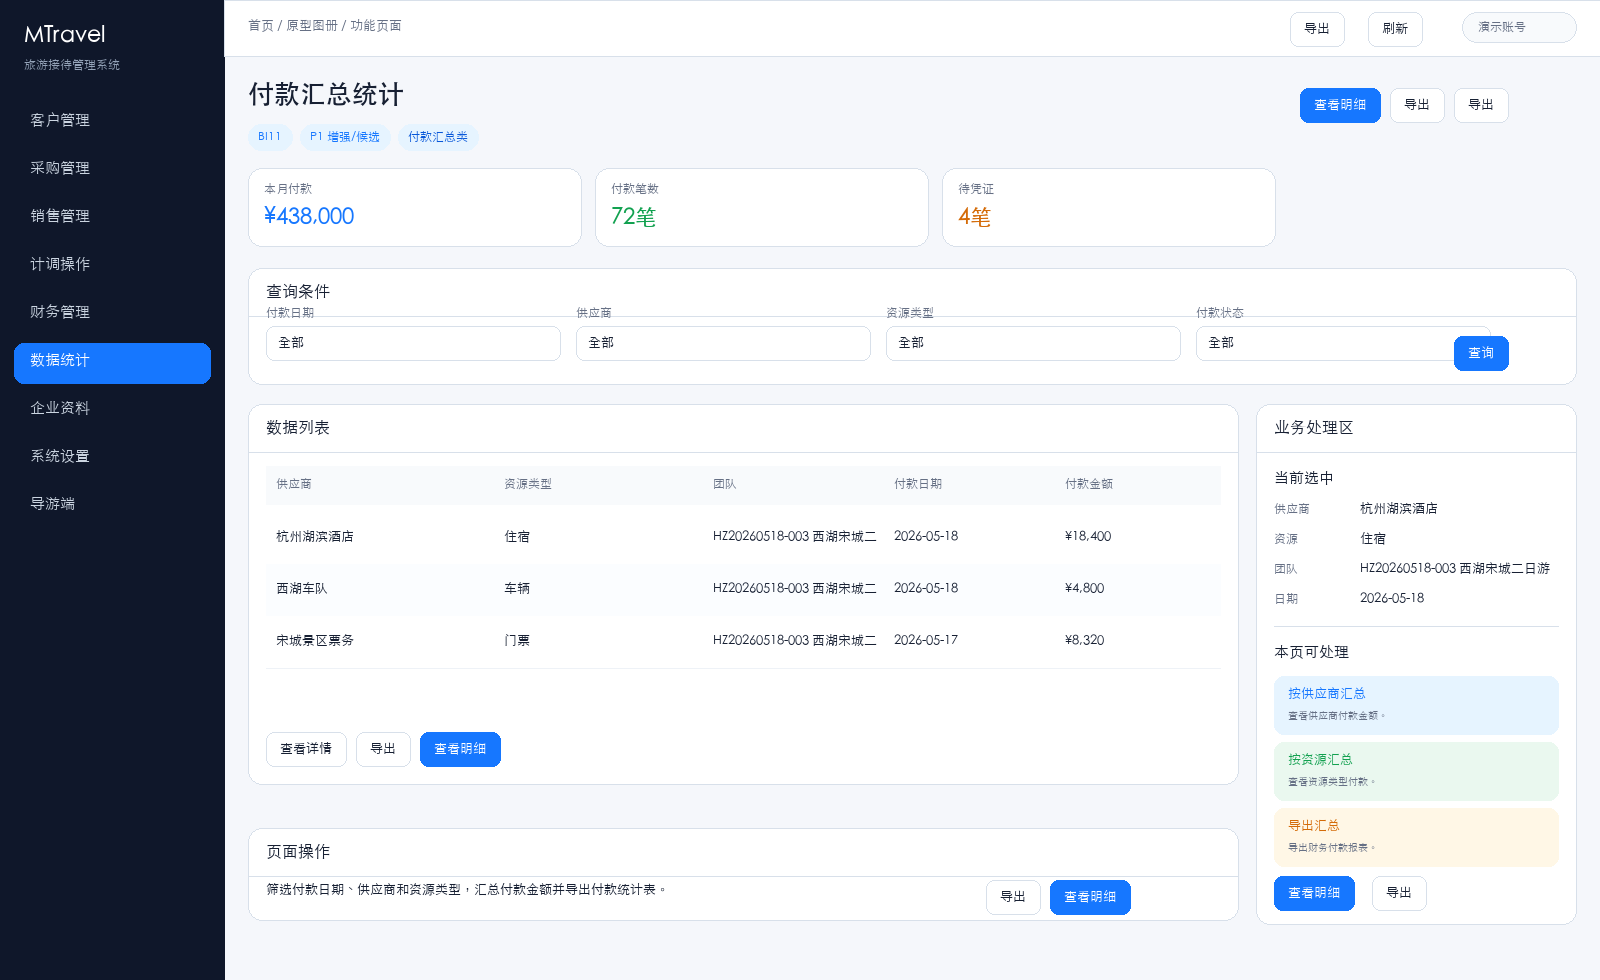 MTravel
旅游接待管理系统
客户管理
采购管理
销售管理
计调操作
财务管理
数据统计
企业资料
系统设置
导游端
首页 / 原型图册 / 功能页面
导出
刷新
演示账号
付款汇总统计
查看明细
导出
导出
BI11
P1 增强/候选
付款汇总类
本月付款
¥438,000
付款笔数
72笔
待凭证
4笔
查询条件
付款日期
供应商
资源类型
付款状态
全部
全部
全部
全部
查询
数据列表
供应商 资源类型 团队 付款日期 付款金额
杭州湖滨酒店 住宿 HZ20260518-003 西湖宋城二 2026-05-18 ¥18,400
西湖车队 车辆 HZ20260518-003 西湖宋城二 2026-05-18 ¥4,800
宋城景区票务 门票 HZ20260518-003 西湖宋城二 2026-05-17 ¥8,320
查看详情
导出
查看明细
页面操作
筛选付款日期、供应商和资源类型，汇总付款金额并导出付款统计表。
导出
查看明细
业务处理区
当前选中
供应商 杭州湖滨酒店
资源 住宿
团队 HZ20260518-003 西湖宋城二日游
日期 2026-05-18
本页可处理
按供应商汇总
查看供应商付款金额。
按资源汇总
查看资源类型付款。
导出汇总
导出财务付款报表。
查看明细
导出